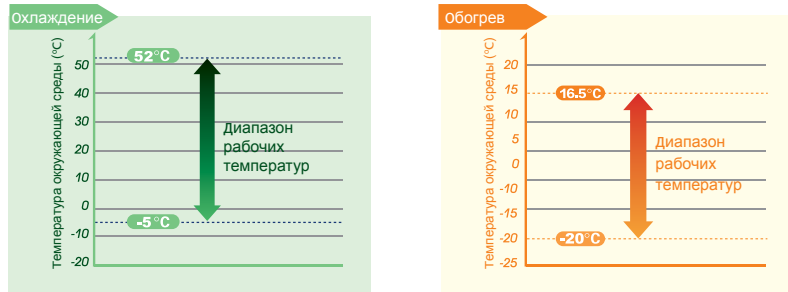 Охлаждение
Температура окружающей среды (°C)
52°C
50
40
30
20
10
0
-5°C
-10
-20
Диапазон
рабочих
температур
Обогрев
Температура окружающей среды (°C)
20
16.5°C
15
10
5
0
-10
-15
-20
-20°C
-25
Диапазон
рабочих
температур